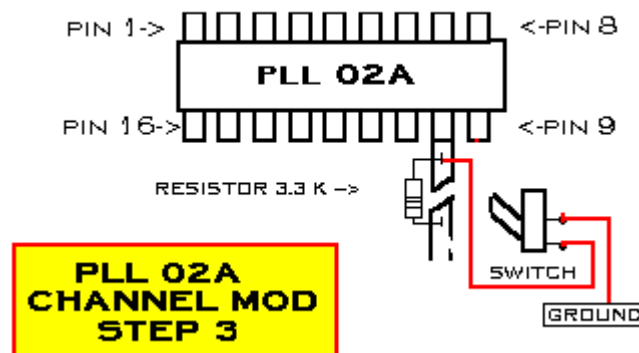 PIN 1->
<-PIN 8
PLL 02A
PIN 16->
<-PIN 9
RESISTOR 3.3 K ->
SWITCH
GROUND
PLL 02A
CHANNEL MOD
STEP 3